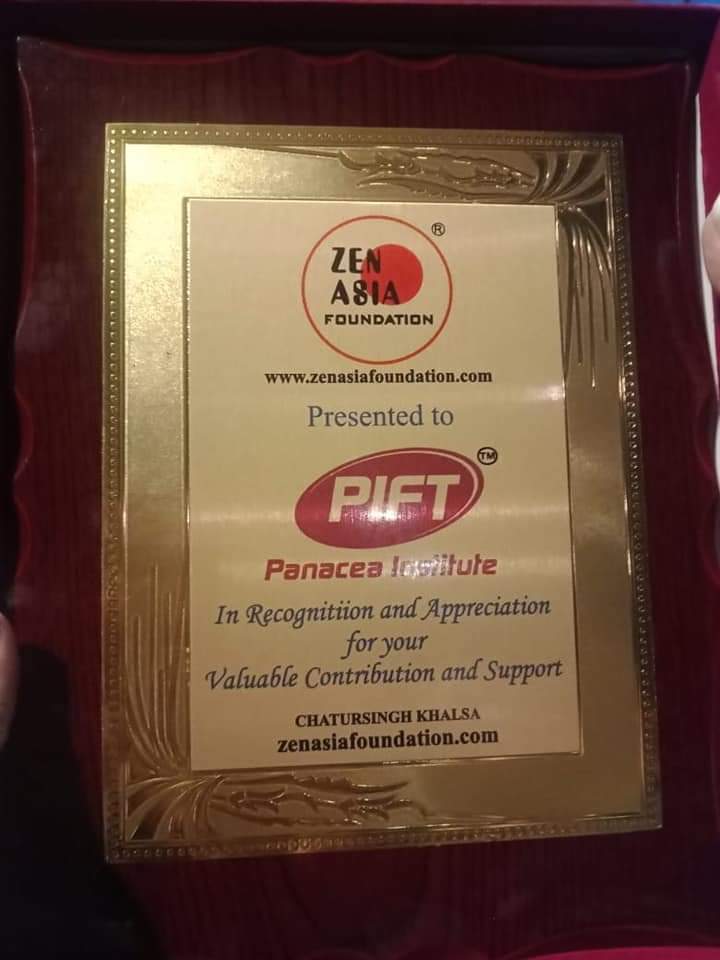 ZEN
ASIA
FOUNDATION
®
www.zenasiafoundation.com
Presented to
PIFT
TM
Panacea Institute
In Recognitiion and Appreciation
for your
Valuable Contribution and Support
CHATURSINGH KHALSA
zenasiafoundation.com